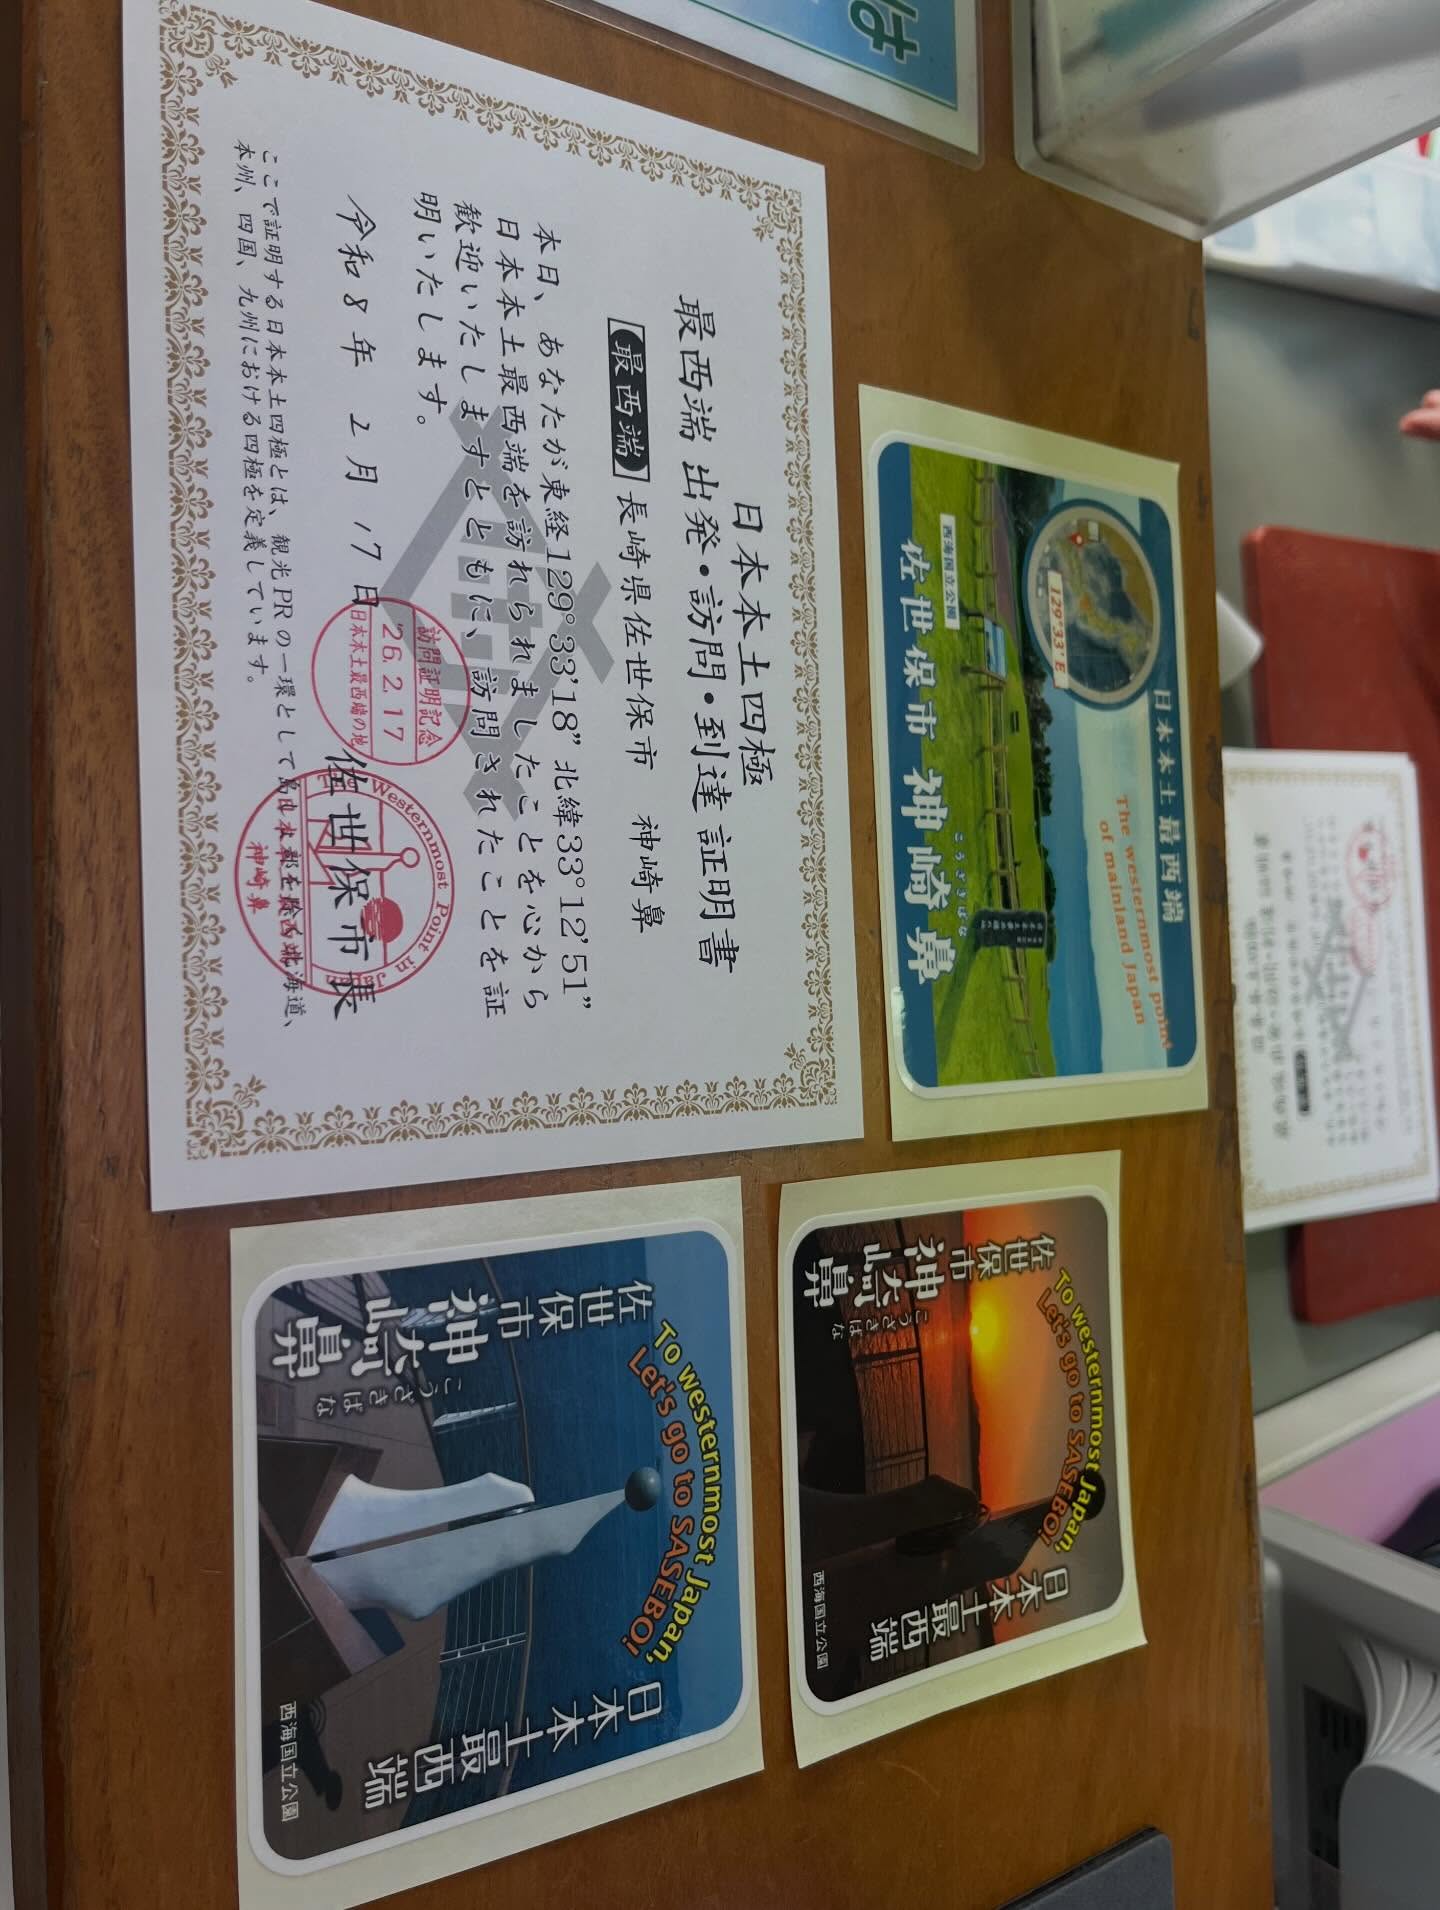 日本本土四極
最西端 出発・訪問・到達 証明書
最西端 長崎県佐世保市 神崎鼻
本日、あなたが東経129°33’18” 北緯33°12’51”
日本本土最西端を訪れられましたことを心から
歓迎いたしますとともに、訪問されたことを証
明いたします。
令和 8 年 2 月 17 日
訪問証明記念
'26.2.17
日本本土最西端の地
佐世保市長
The Westernmost Point in Japan
神崎鼻
ここで証明する日本本土四極とは、観光PRの一環として島由本部を除く北海道、
本州、四国、九州における四極を定義しています。
日本本土最西端
The westernmost point
of mainland Japan
129°33' E
西海国立公園
こうざきばな
佐世保市 神崎鼻
To westernmost Japan,
Let's go to SASEBO!
佐世保市
神崎鼻
こうざきばな
日本本土最西端
西海国立公園
To westernmost Japan,
Let's go to SASEBO!
佐世保市
神崎鼻
こうざきばな
日本本土最西端
西海国立公園
は